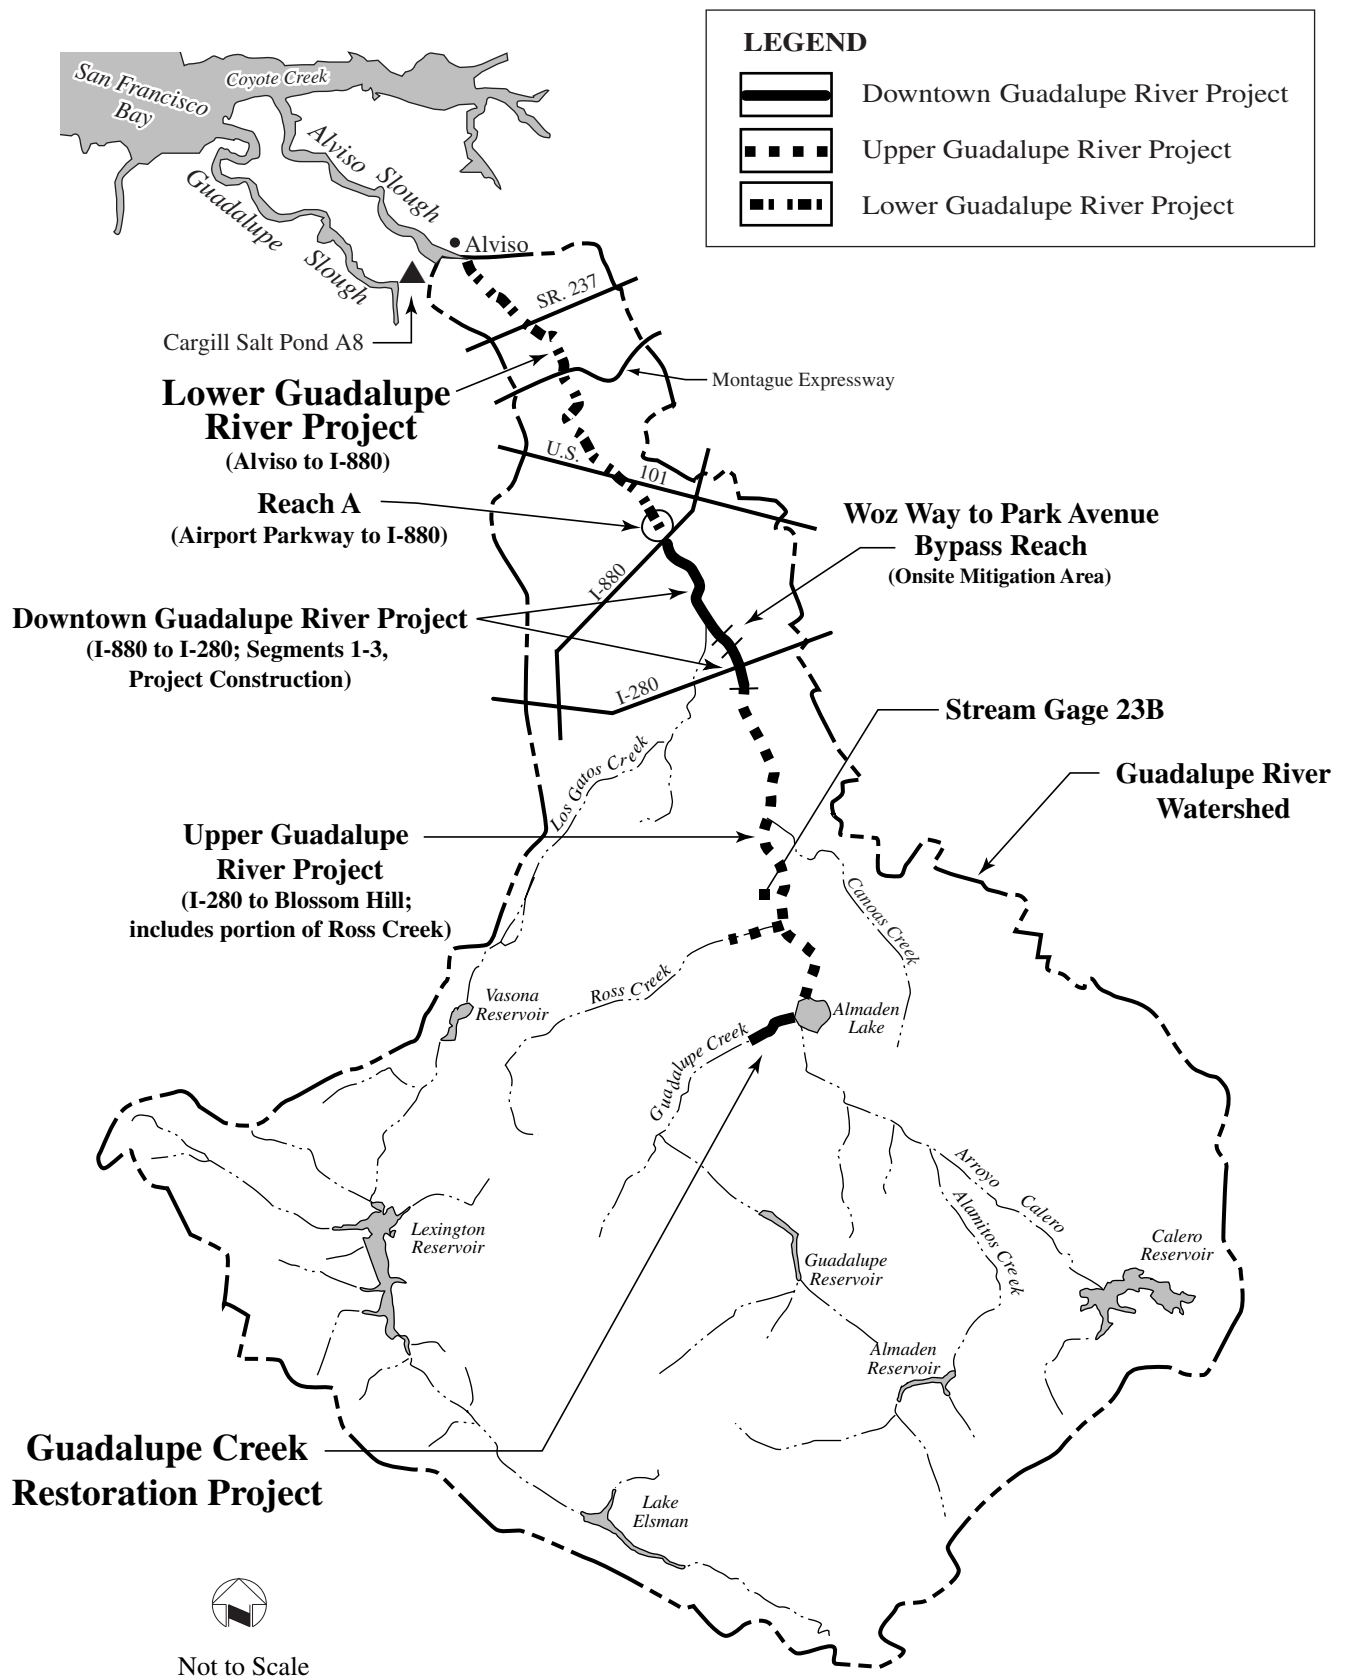 LEGEND
Downtown Guadalupe River Project
Upper Guadalupe River Project
Lower Guadalupe River Project
San Francisco
Bay
Coyote Creek
Alviso Slough
Guadalupe Slough
Alviso
SR. 237
Cargill Salt Pond A8
Montague Expressway
Lower Guadalupe
River Project
(Alviso to I-880)
U.S. 101
Reach A
(Airport Parkway to I-880)
Woz Way to Park Avenue
Bypass Reach
(Onsite Mitigation Area)
I-880
Downtown Guadalupe River Project
(I-880 to I-280; Segments 1-3,
Project Construction)
I-280
Stream Gage 23B
Los Gatos Creek
Guadalupe River
Watershed
Upper Guadalupe
River Project
(I-280 to Blossom Hill;
includes portion of Ross Creek)
Canoas Creek
Ross Creek
Vasona
Reservoir
Almaden
Lake
Guadalupe Creek
Arroyo Calero
Alamitos Creek
Lexington
Reservoir
Guadalupe
Reservoir
Calero
Reservoir
Almaden
Reservoir
Guadalupe Creek
Restoration Project
Lake
Elsman
N
Not to Scale